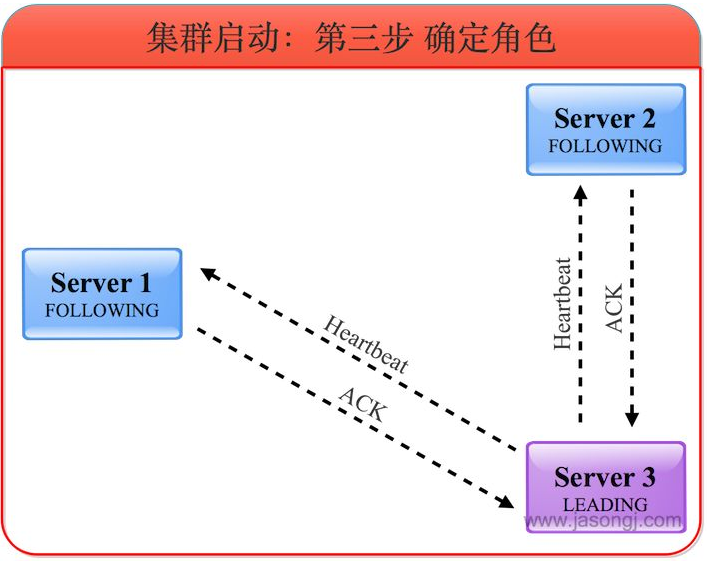 集群启动：第三步 确定角色
Server 2
FOLLOWING
Server 1
FOLLOWING
Heartbeat
ACK
Heartbeat
ACK
Server 3
LEADING
www.jasongj.com